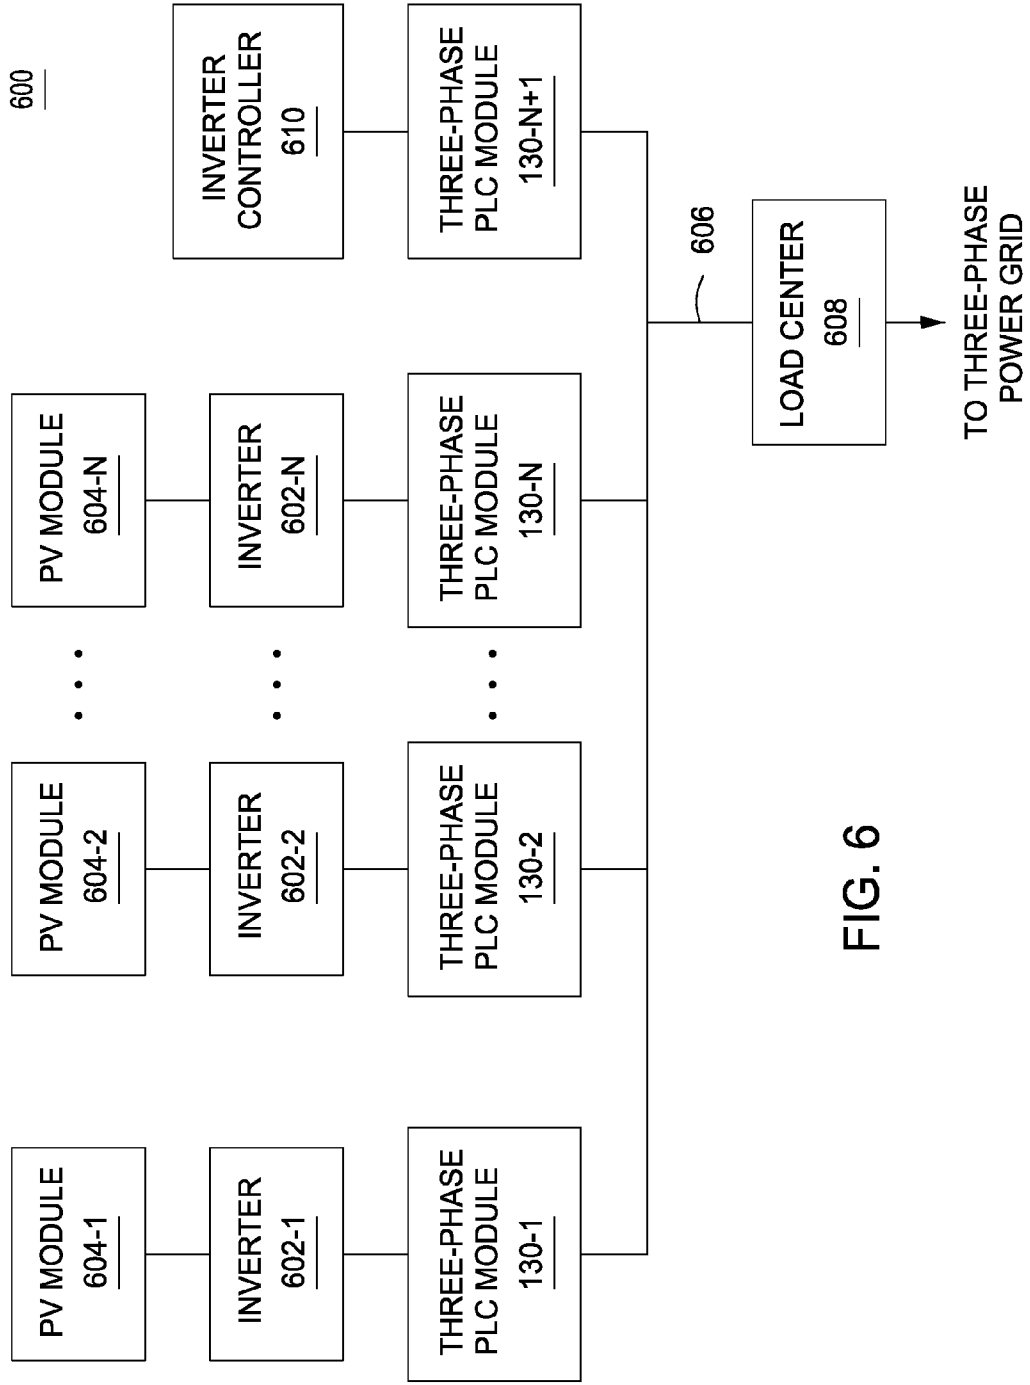 600
PV MODULE
604-1
PV MODULE
604-2
PV MODULE
604-N
INVERTER
602-1
INVERTER
602-2
INVERTER
602-N
INVERTER
CONTROLLER
610
THREE-PHASE
PLC MODULE
130-1
THREE-PHASE
PLC MODULE
130-2
THREE-PHASE
PLC MODULE
130-N
THREE-PHASE
PLC MODULE
130-N+1
606
LOAD CENTER
608
TO THREE-PHASE
POWER GRID
FIG. 6